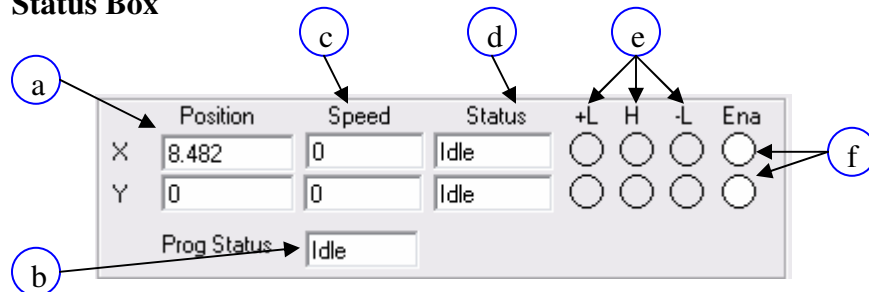 Status Box
c d e
a
Position Speed Status +L H -L Ena
X 8.482 0 Idle
f
Y 0 0 Idle
Prog Status Idle
b